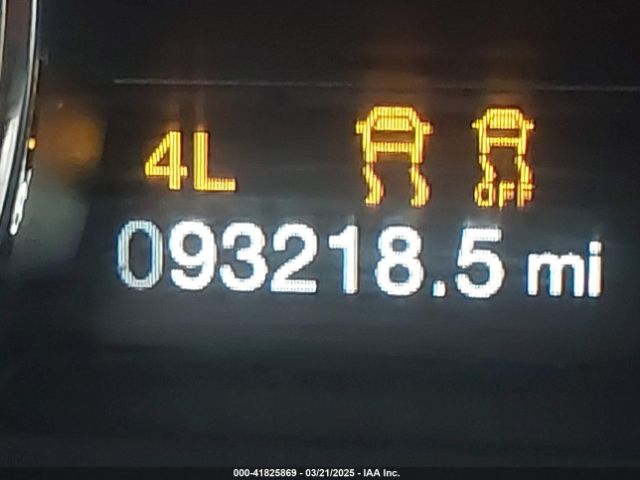 4L
OFF
093218.5 mi
000-41825869 - 03/21/2025 - IAA Inc.